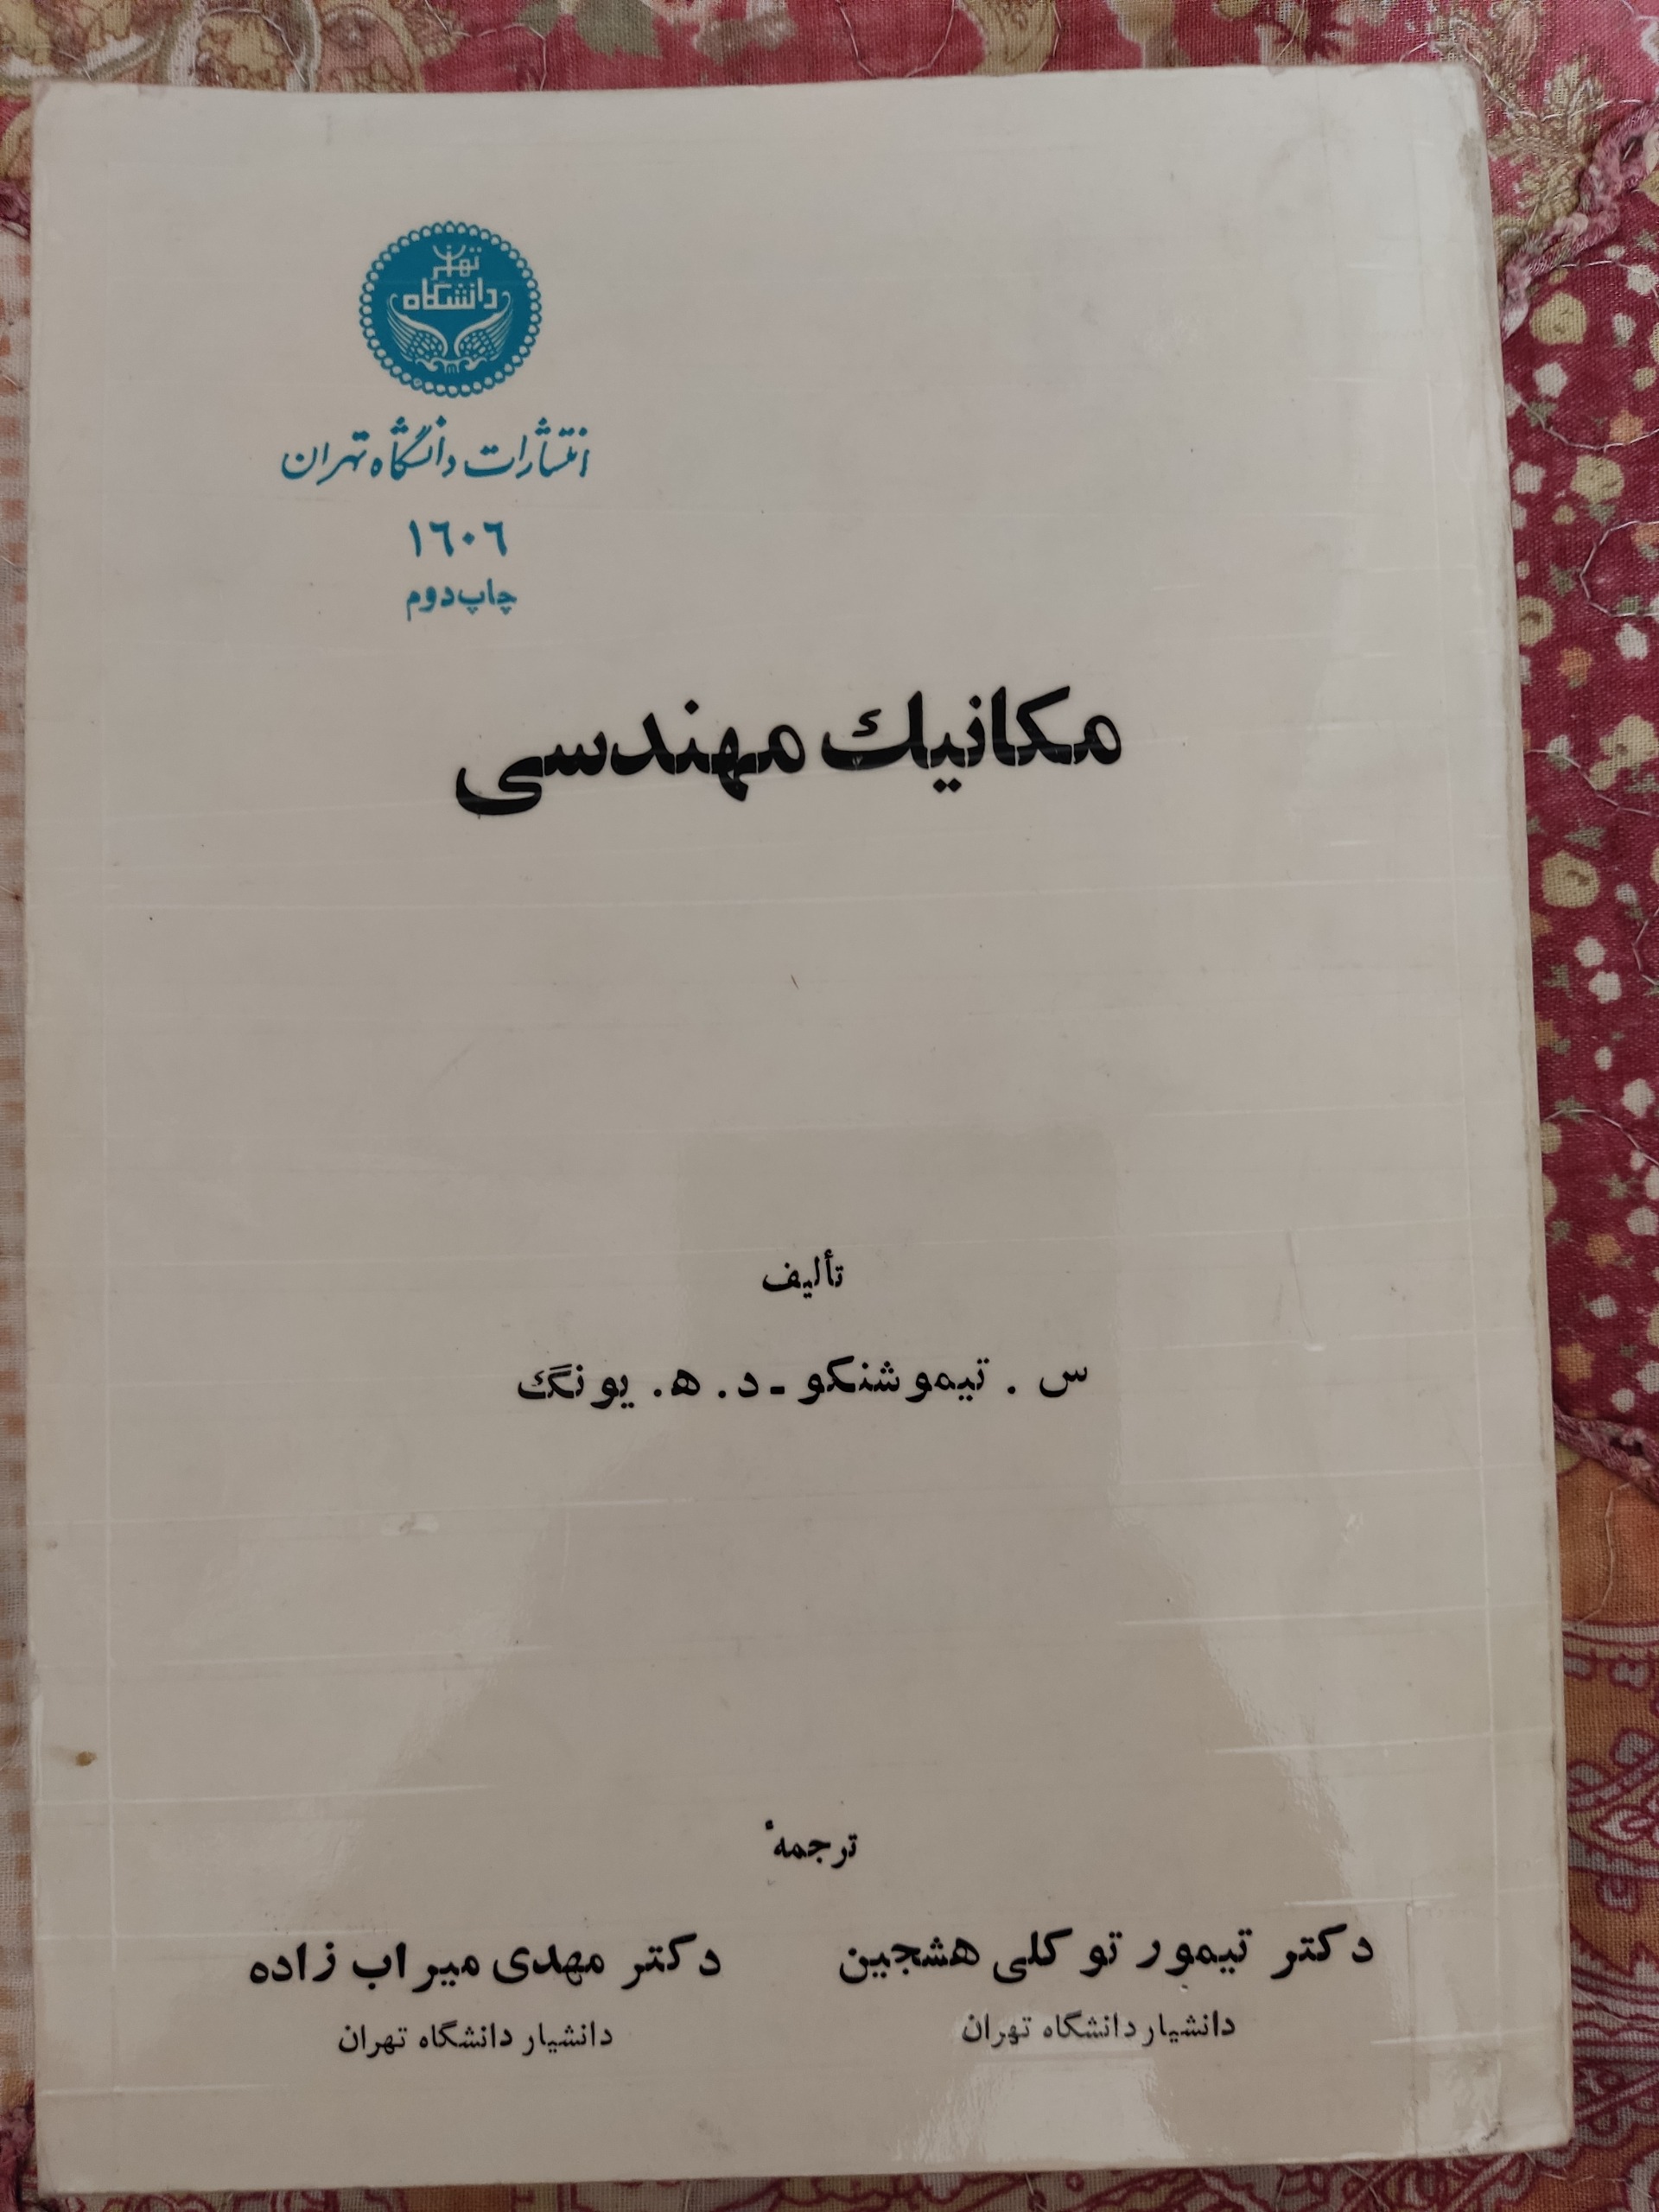 دانشگاه تهران
انتشارات دانشگاه تهران
١٦٠٦
چاپ دوم
مکانیك مهندسی
تألیف
س . تیموشنکو - د . ه . یونگ
ترجمهٔ
دکتر تیمور توکلی هشجین
دکتر مهدی میراب زاده
دانشیار دانشگاه تهران
دانشیار دانشگاه تهران